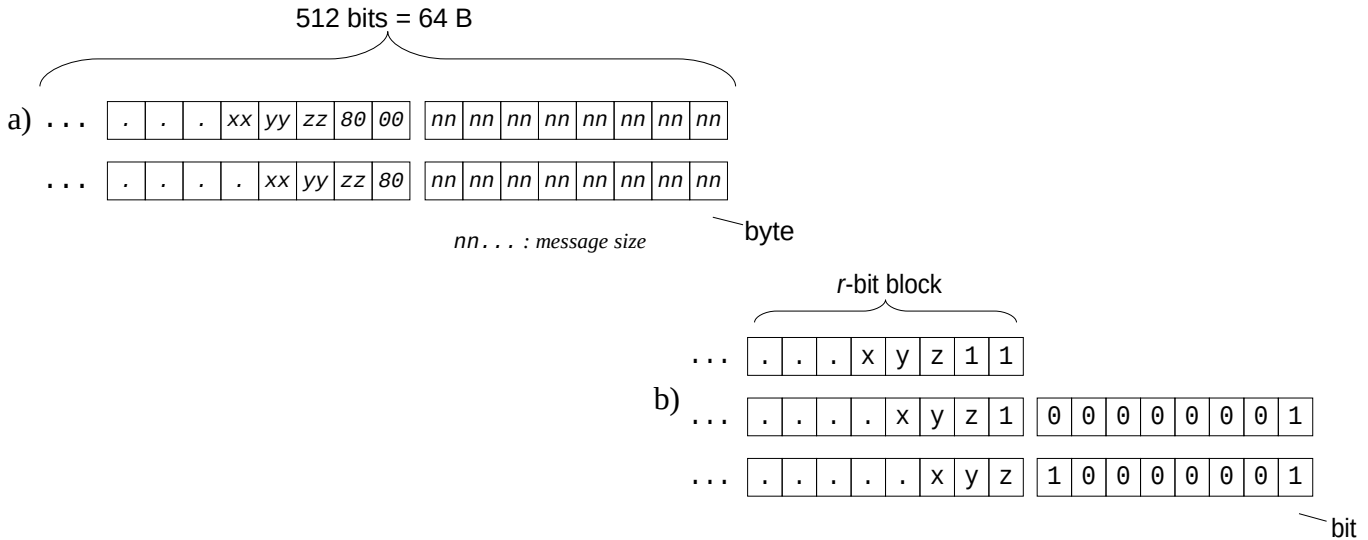 512 bits = 64 B
a) ... . . . xx yy zz 80 00 nn nn nn nn nn nn nn nn
... . . . . xx yy zz 80 nn nn nn nn nn nn nn nn
nn... : message size
byte
r-bit block
... . . . x y z 1 1
b)
... . . . . x y z 1 0 0 0 0 0 0 0 1
... . . . . . x y z 1 0 0 0 0 0 0 1
bit